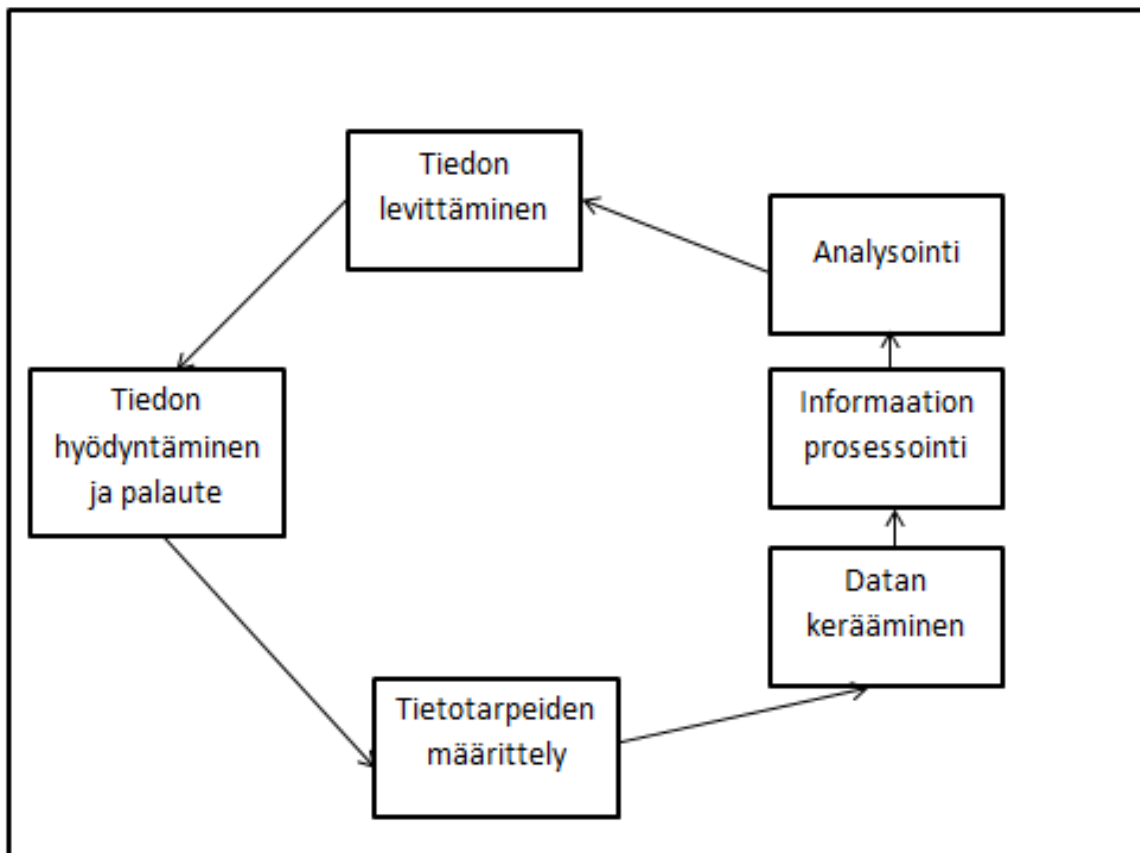 Tiedon
levittäminen
Analysointi
Tiedon
hyödyntäminen
ja palaute
Informaation
prosessointi
Datan
kerääminen
Tietotarpeiden
määrittely